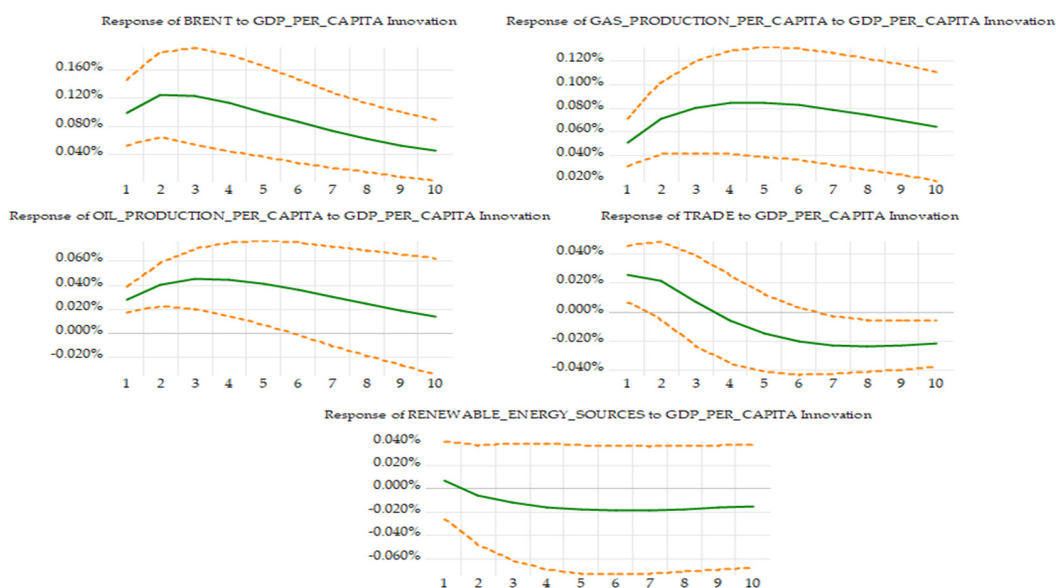 Response of BRENT to GDP_PER_CAPITA Innovation
0.160%
0.120%
0.080%
0.040%
1 2 3 4 5 6 7 8 9 10
Response of GAS_PRODUCTION_PER_CAPITA to GDP_PER_CAPITA Innovation
0.120%
0.100%
0.080%
0.060%
0.040%
0.020%
1 2 3 4 5 6 7 8 9 10
Response of OIL_PRODUCTION_PER_CAPITA to GDP_PER_CAPITA Innovation
0.060%
0.040%
0.020%
0.000%
-0.020%
1 2 3 4 5 6 7 8 9 10
Response of TRADE to GDP_PER_CAPITA Innovation
0.040%
0.020%
0.000%
-0.020%
-0.040%
1 2 3 4 5 6 7 8 9 10
Response of RENEWABLE_ENERGY_SOURCES to GDP_PER_CAPITA Innovation
0.040%
0.020%
0.000%
-0.020%
-0.040%
-0.060%
1 2 3 4 5 6 7 8 9 10